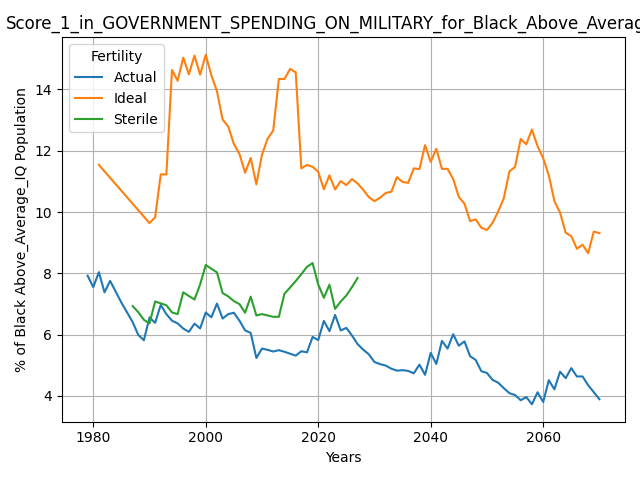 Score_1_in_GOVERNMENT_SPENDING_ON_MILITARY_for_Black_Above_Averag
Fertility
Actual
Ideal
Sterile
% of Black Above_Average_IQ Population
14
12
10
8
6
4
1980 2000 2020 2040 2060
Years